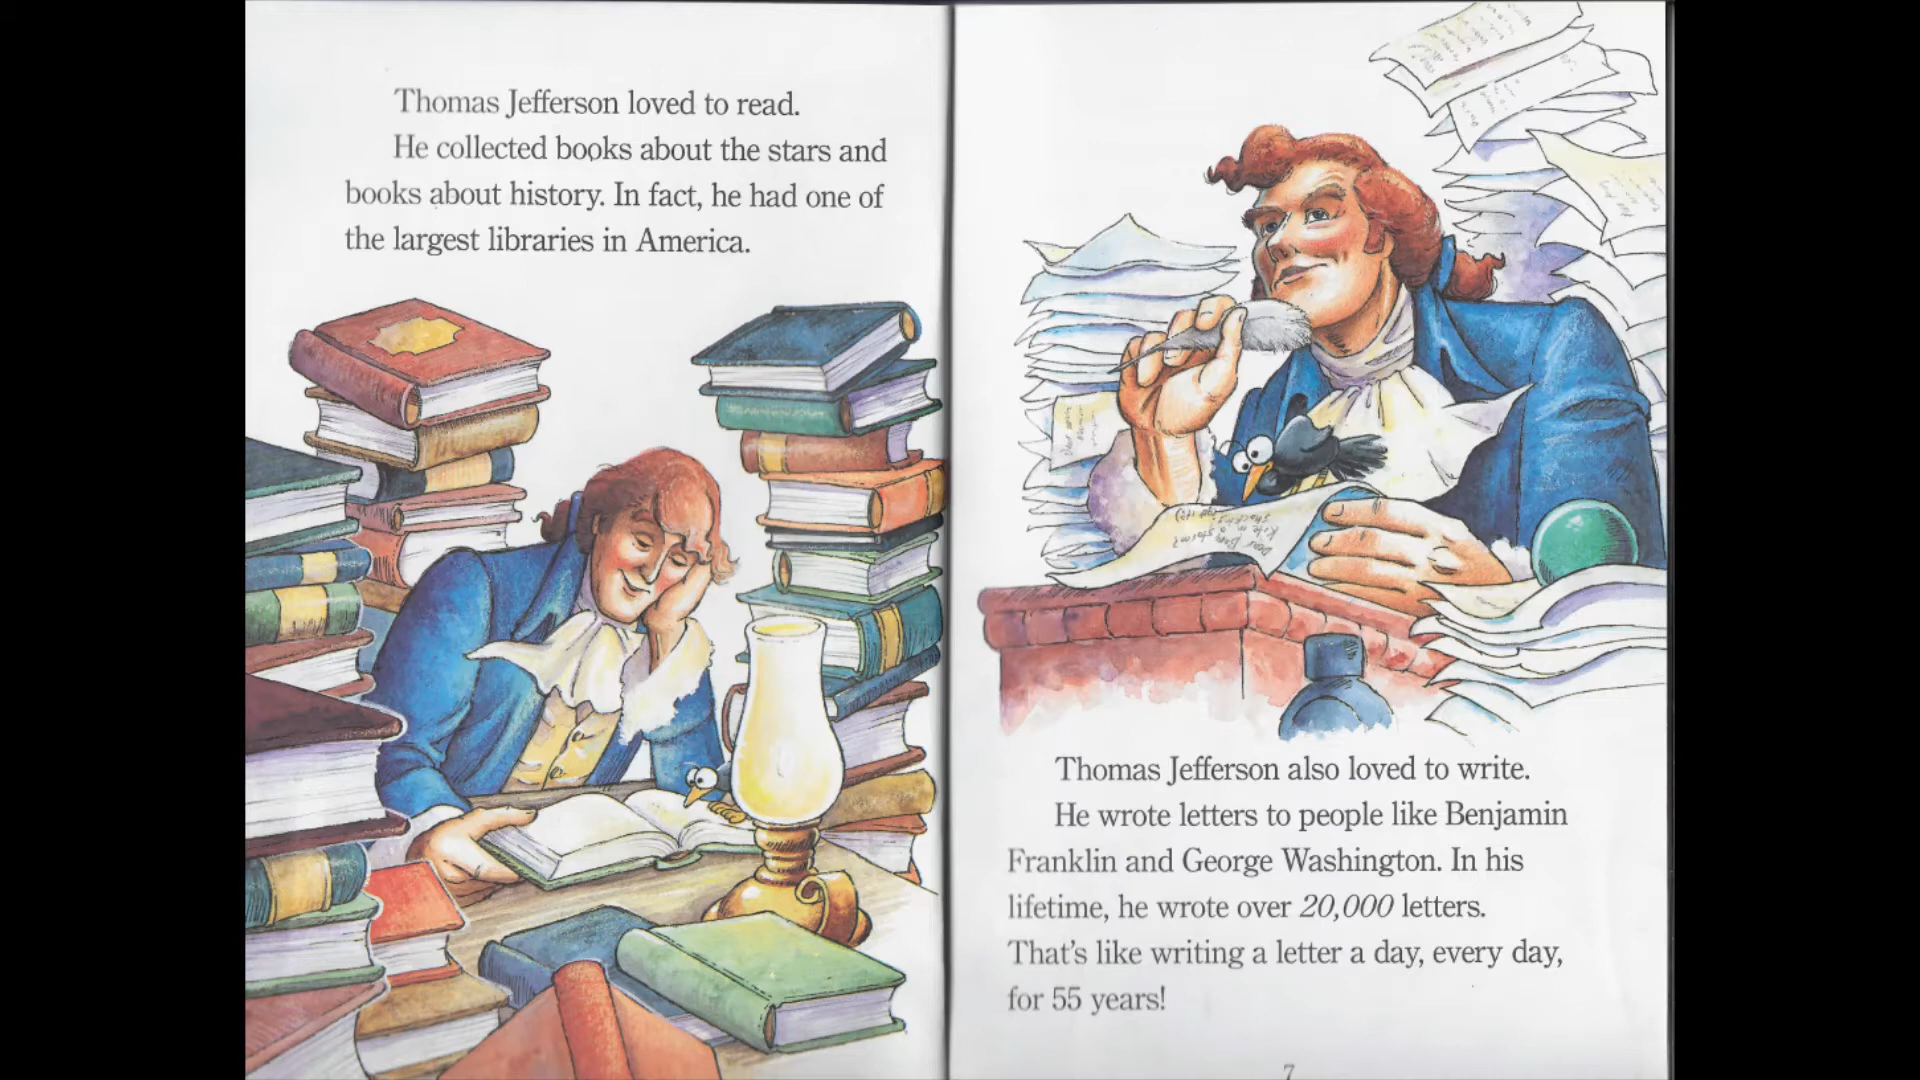 Thomas Jefferson loved to read.
He collected books about the stars and
books about history. In fact, he had one of
the largest libraries in America.
Thomas Jefferson also loved to write.
He wrote letters to people like Benjamin
Franklin and George Washington. In his
lifetime, he wrote over 20,000 letters.
That's like writing a letter a day, every day,
for 55 years!
7